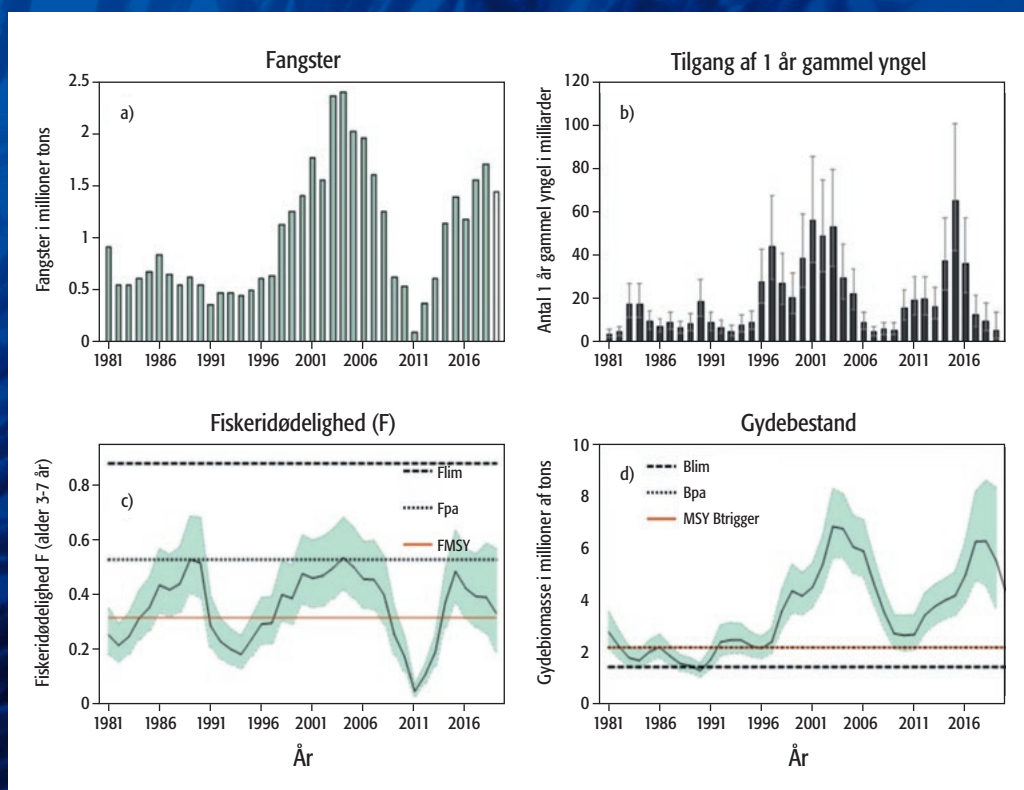 Fangster
2.5
2
1.5
1
0.5
0
a)
Fangster i millioner tons
1981 1986 1991 1996 2001 2006 2011 2016
Tilgang af 1 år gammel yngel
120
100
80
60
40
20
0
b)
Antal 1 år gammel yngel i milliarder
1981 1986 1991 1996 2001 2006 2011 2016
Fiskeridødelighed (F)
0.8
0.6
0.4
0.2
0
c)
Fiskeridødelighed F (alder 3-7 år)
Flim
Fpa
FMSY
1981 1986 1991 1996 2001 2006 2011 2016
År
Gydebestand
10
8
6
4
2
0
d)
Gydebiomasse i millioner af tons
Blim
Bpa
MSY Btrigger
1981 1986 1991 1996 2001 2006 2011 2016
År